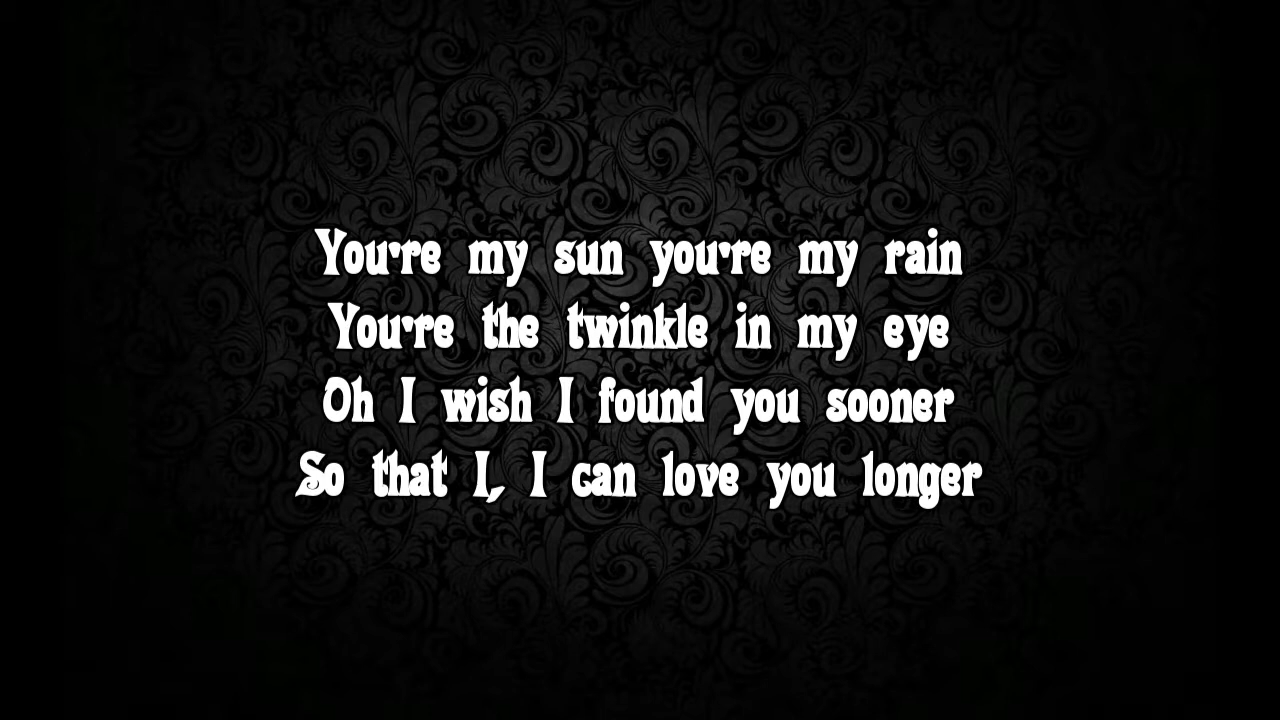 You're my sun you're my rain
You're the twinkle in my eye
Oh I wish I found you sooner
So that I, I can love you longer